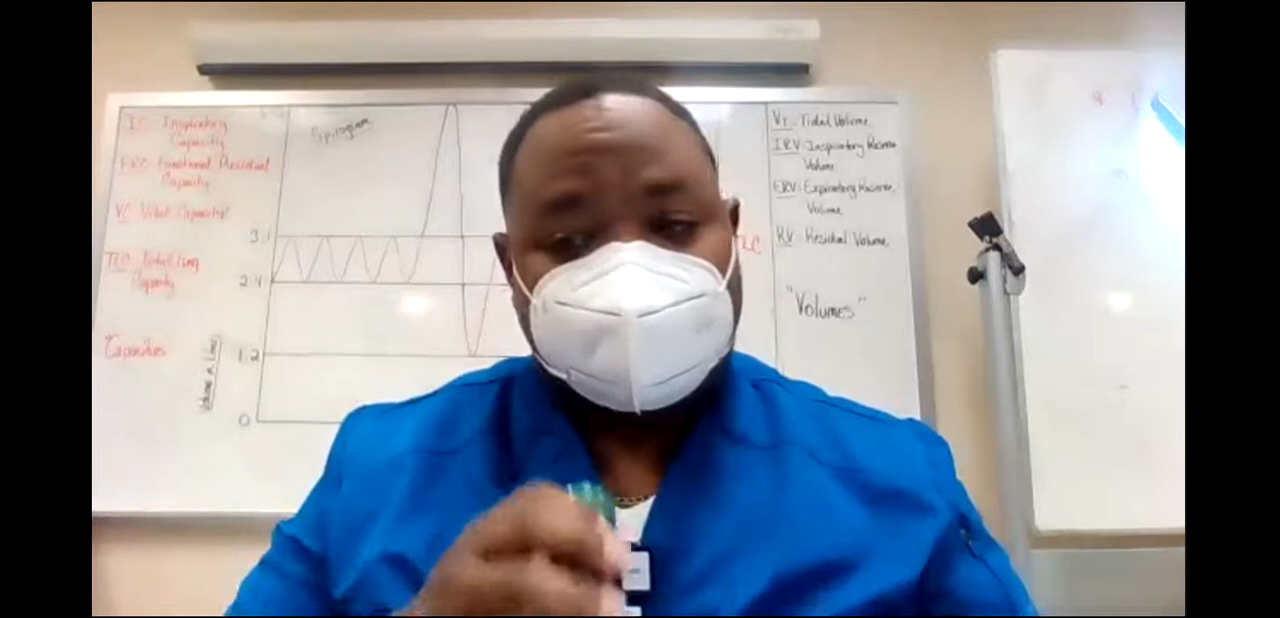 IC: Inspiratory
Capacity
FRC: Functional Residual
Capacity
VC: Vital Capacities
TLC: Total Lung
Capacity
"Capacities
Spirogram
3.1
2.4
1.2
0
Volume in Liters
TLC
VT: Tidal Volume
IRV: Inspiratory Reserve
Volume
ERV: Expiratory Reserve
Volume
RV: Residual Volume
"Volumes"